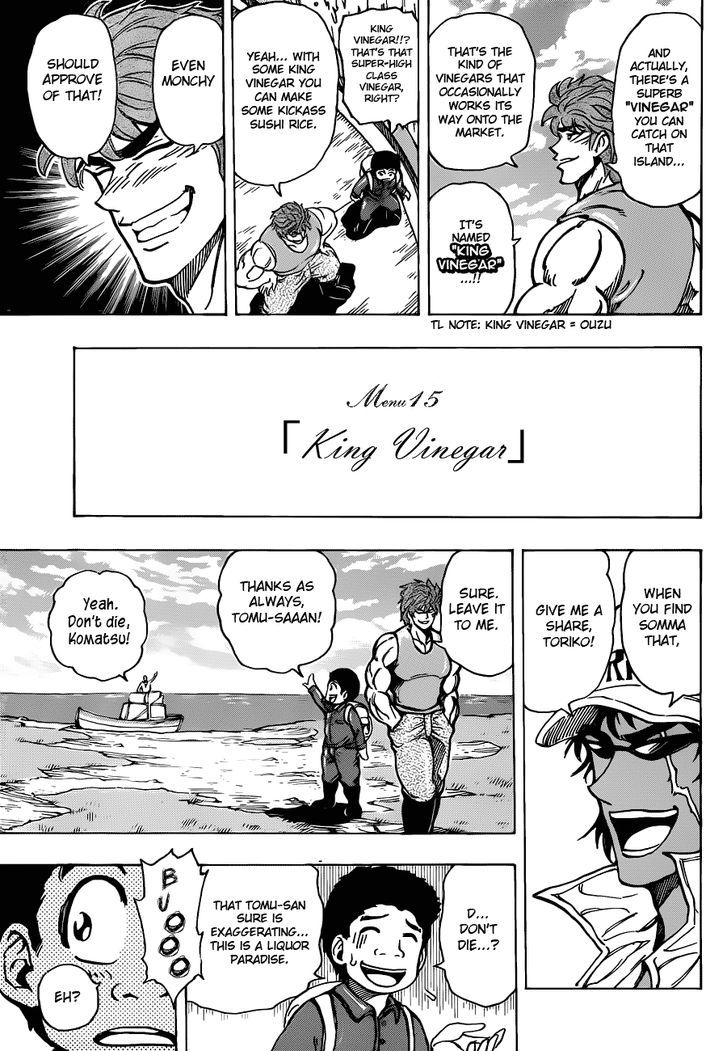 AND
ACTUALLY,
THERE'S A
SUPERB
"VINEGAR"
YOU CAN
CATCH ON
THAT
ISLAND...
THAT'S THE
KIND OF
VINEGARS THAT
OCCASIONALLY
WORKS ITS
WAY ONTO THE
MARKET.
IT'S
NAMED
"KING
VINEGAR"
...!!
KING
VINEGAR!!?
THAT'S THAT
SUPER-HIGH
CLASS
VINEGAR,
RIGHT?
YEAH... WITH
SOME KING
VINEGAR YOU
CAN MAKE
SOME KICKASS
SUSHI RICE.
EVEN
MONCHY
SHOULD
APPROVE
OF THAT!
TL NOTE: KING VINEGAR = OUZU
Menu 15
「King Vinegar」
WHEN
YOU FIND
SOMMA
THAT,
GIVE ME A
SHARE,
TORIKO!
SURE.
LEAVE IT
TO ME.
THANKS AS
ALWAYS,
TOMU-SAAAN!
Yeah.
Don't die,
Komatsu!
D...
DON'T
DIE...?
THAT
TOMU-SAN
SURE IS
EXAGGERATING...
THIS IS A LIQUOR
PARADISE.
BUOOO
EH?